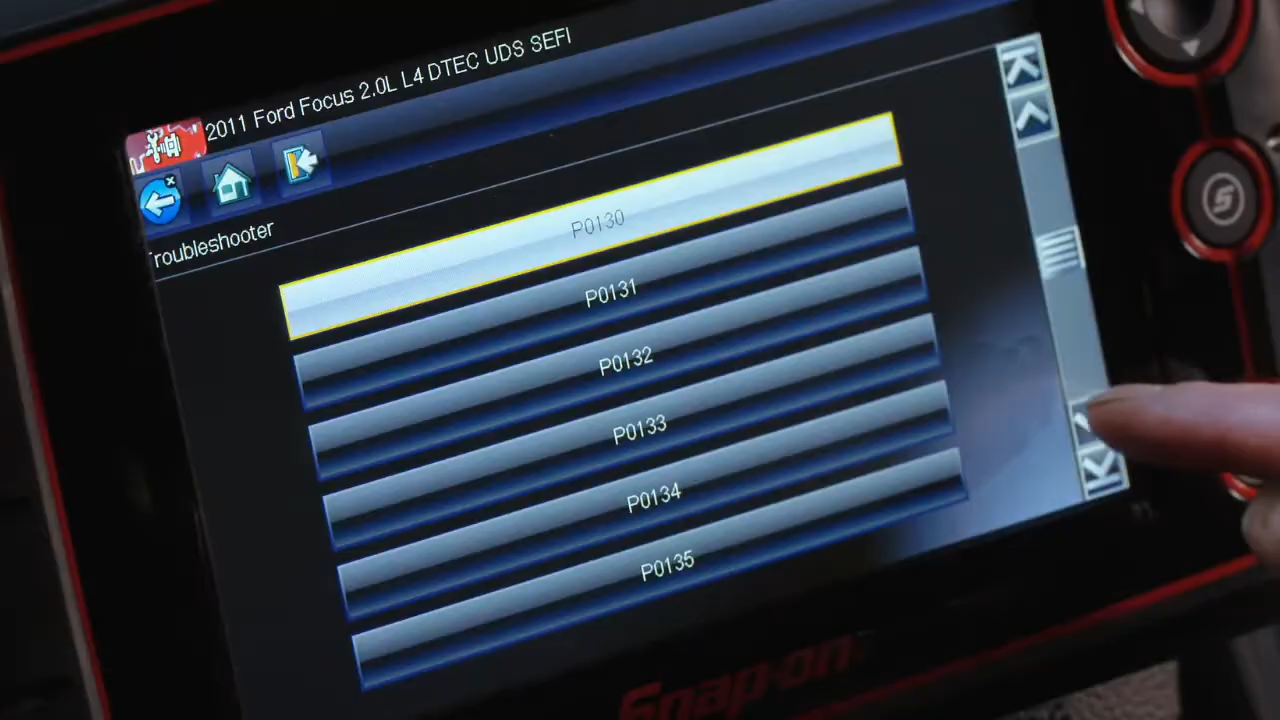 2011 Ford Focus 2.0L L4 DTEC UDS SEFI
Troubleshooter
P0130
P0131
P0132
P0133
P0134
P0135
Snap-on